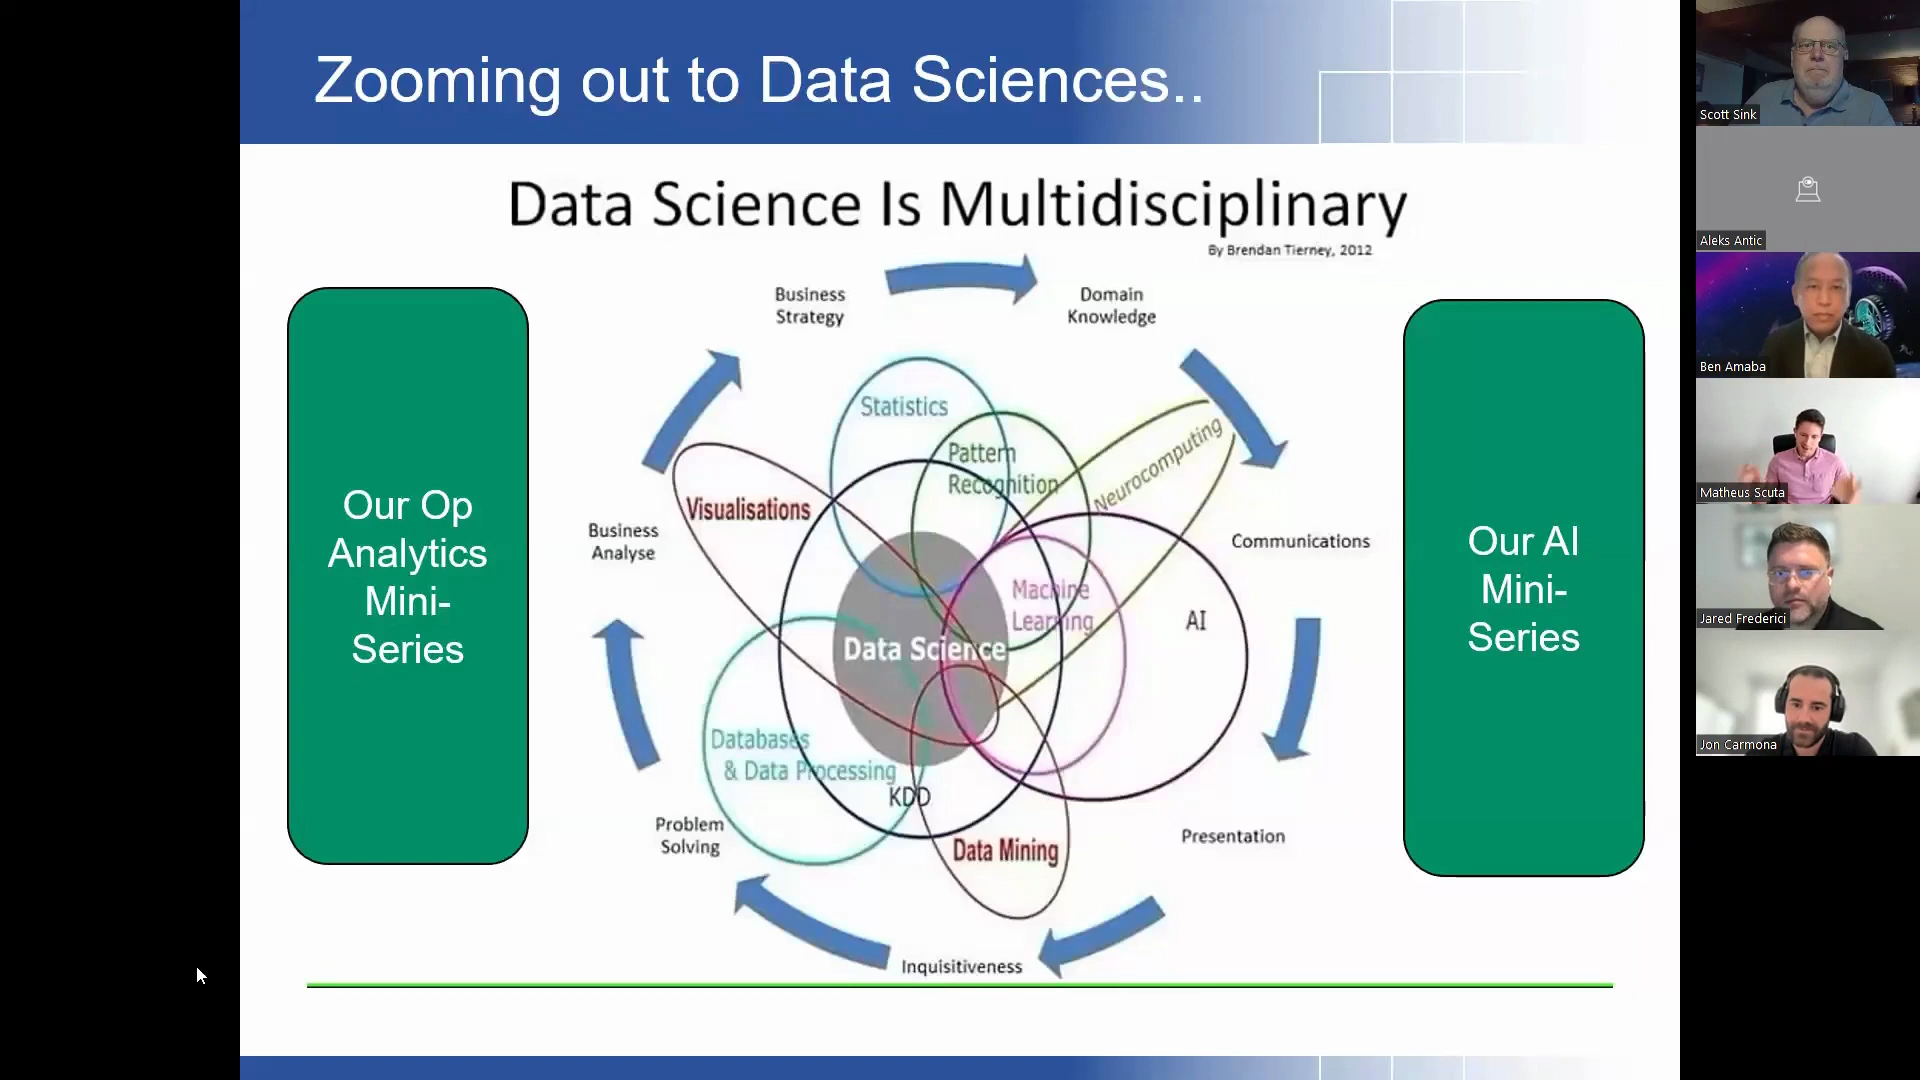 Zooming out to Data Sciences..
Data Science Is Multidisciplinary
By Brendan Tierney, 2012
Business
Strategy
Domain
Knowledge
Statistics
Pattern
Recognition
Neurocomputing
Visualisations
Business
Analyse
Communications
Machine
Learning
AI
Data Science
Databases
& Data Processing
KDD
Problem
Solving
Data Mining
Presentation
Inquisitiveness
Our Op
Analytics
Mini-
Series
Our AI
Mini-
Series
Scott Sink
Aleks Antic
Ben Amaba
Matheus Scuta
Jared Frederici
Jon Carmona